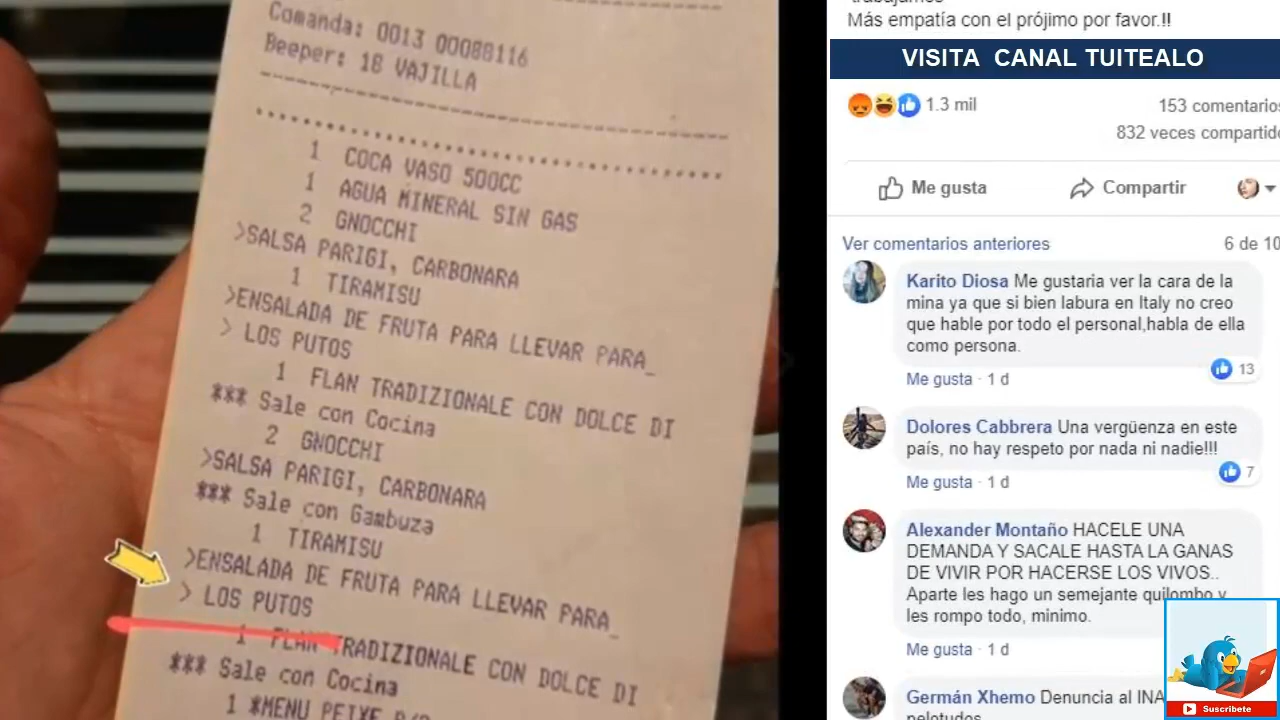 Comanda: 0013 00088116
Beeper: 18 VAJILLA
1 COCA VASO 500CC
1 AGUA MINERAL SIN GAS
2 GNOCCHI
>SALSA PARIGI, CARBONARA
1 TIRAMISU
>ENSALADA DE FRUTA PARA LLEVAR PARA_
> LOS PUTOS
1 FLAN TRADIZIONALE CON DOLCE DI
*** Sale con Cocina
2 GNOCCHI
>SALSA PARIGI, CARBONARA
*** Sale con Gambuza
1 TIRAMISU
>ENSALADA DE FRUTA PARA LLEVAR PARA_
> LOS PUTOS
1 FLAN TRADIZIONALE CON DOLCE DI
*** Sale con Cocina
1 *MENU PEIXE
trabajamos
Más empatía con el prójimo por favor.!!
VISITA CANAL TUITEALO
1.3 mil
153 comentarios
832 veces compartido
Me gusta
Compartir
Ver comentarios anteriores
6 de 10
Karito Diosa Me gustaria ver la cara de la
mina ya que si bien labura en Italy no creo
que hable por todo el personal,habla de ella
como persona.
13
Me gusta · 1 d
Dolores Cabbrera Una vergüenza en este
país, no hay respeto por nada ni nadie!!!
7
Me gusta · 1 d
Alexander Montaño HACELE UNA
DEMANDA Y SACALE HASTA LA GANAS
DE VIVIR POR HACERSE LOS VIVOS..
Aparte les hago un semejante quilombo y
les rompo todo, minimo.
Me gusta · 1 d
Germán Xhemo Denuncia al INA
pelotudos
Suscribete